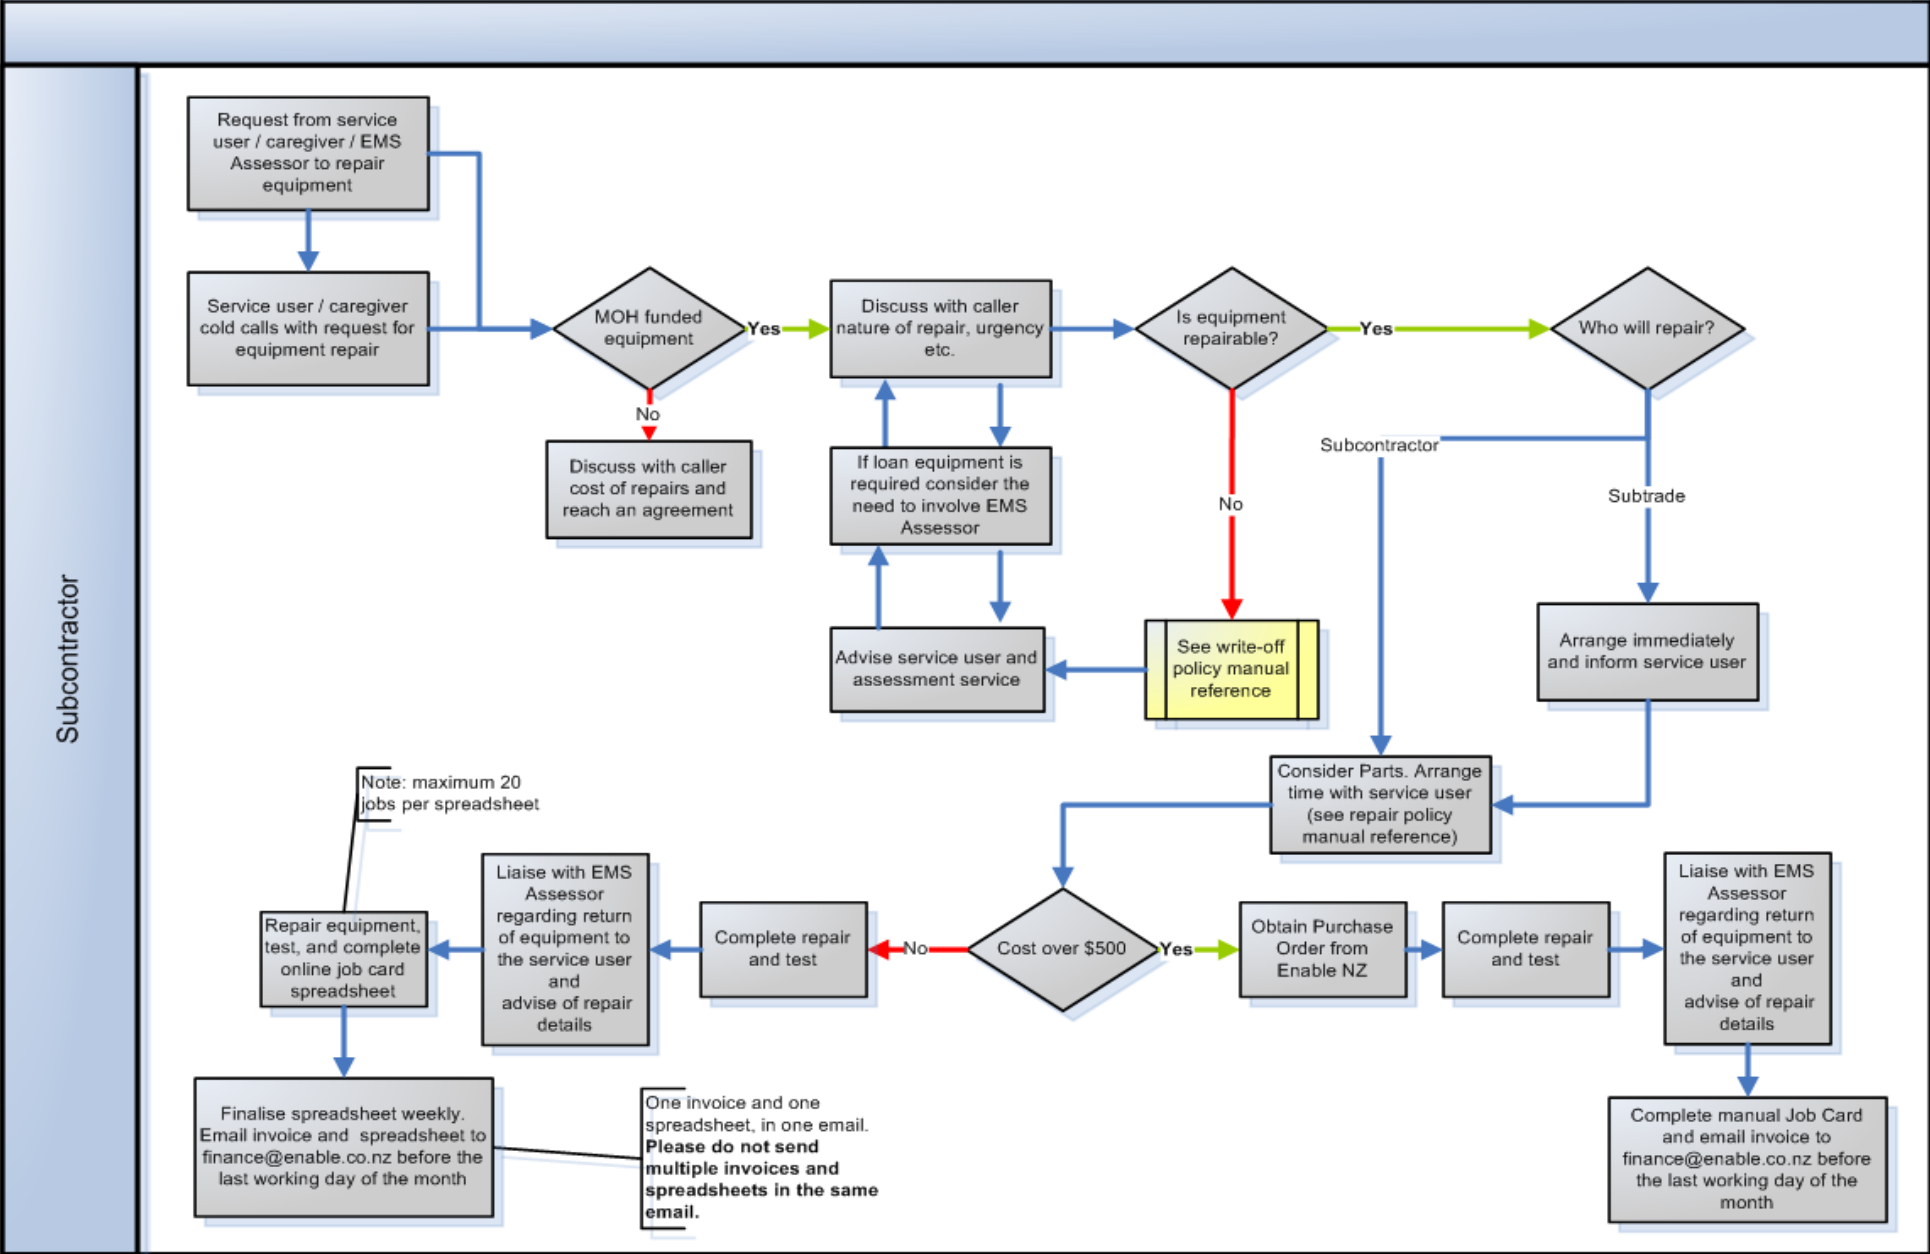 Subcontractor
Request from service
user / caregiver / EMS
Assessor to repair
equipment
Service user / caregiver
cold calls with request for
equipment repair
MOH funded
equipment
Yes
No
Discuss with caller
cost of repairs and
reach an agreement
Discuss with caller
nature of repair, urgency
etc.
If loan equipment is
required consider the
need to involve EMS
Assessor
Advise service user and
assessment service
Is equipment
repairable?
Yes
No
See write-off
policy manual
reference
Who will repair?
Subcontractor
Subtrade
Arrange immediately
and inform service user
Consider Parts. Arrange
time with service user
(see repair policy
manual reference)
Cost over $500
No
Yes
Complete repair
and test
Liaise with EMS
Assessor
regarding return
of equipment to
the service user
and
advise of repair
details
Note: maximum 20
jobs per spreadsheet
Repair equipment,
test, and complete
online job card
spreadsheet
Finalise spreadsheet weekly.
Email invoice and  spreadsheet to
finance@enable.co.nz before the
last working day of the month
One invoice and one
spreadsheet, in one email.
Please do not send
multiple invoices and
spreadsheets in the same
email.
Obtain Purchase
Order from
Enable NZ
Complete repair
and test
Liaise with EMS
Assessor
regarding return
of equipment to
the service user
and
advise of repair
details
Complete manual Job Card
and email invoice to
finance@enable.co.nz before
the last working day of the
month